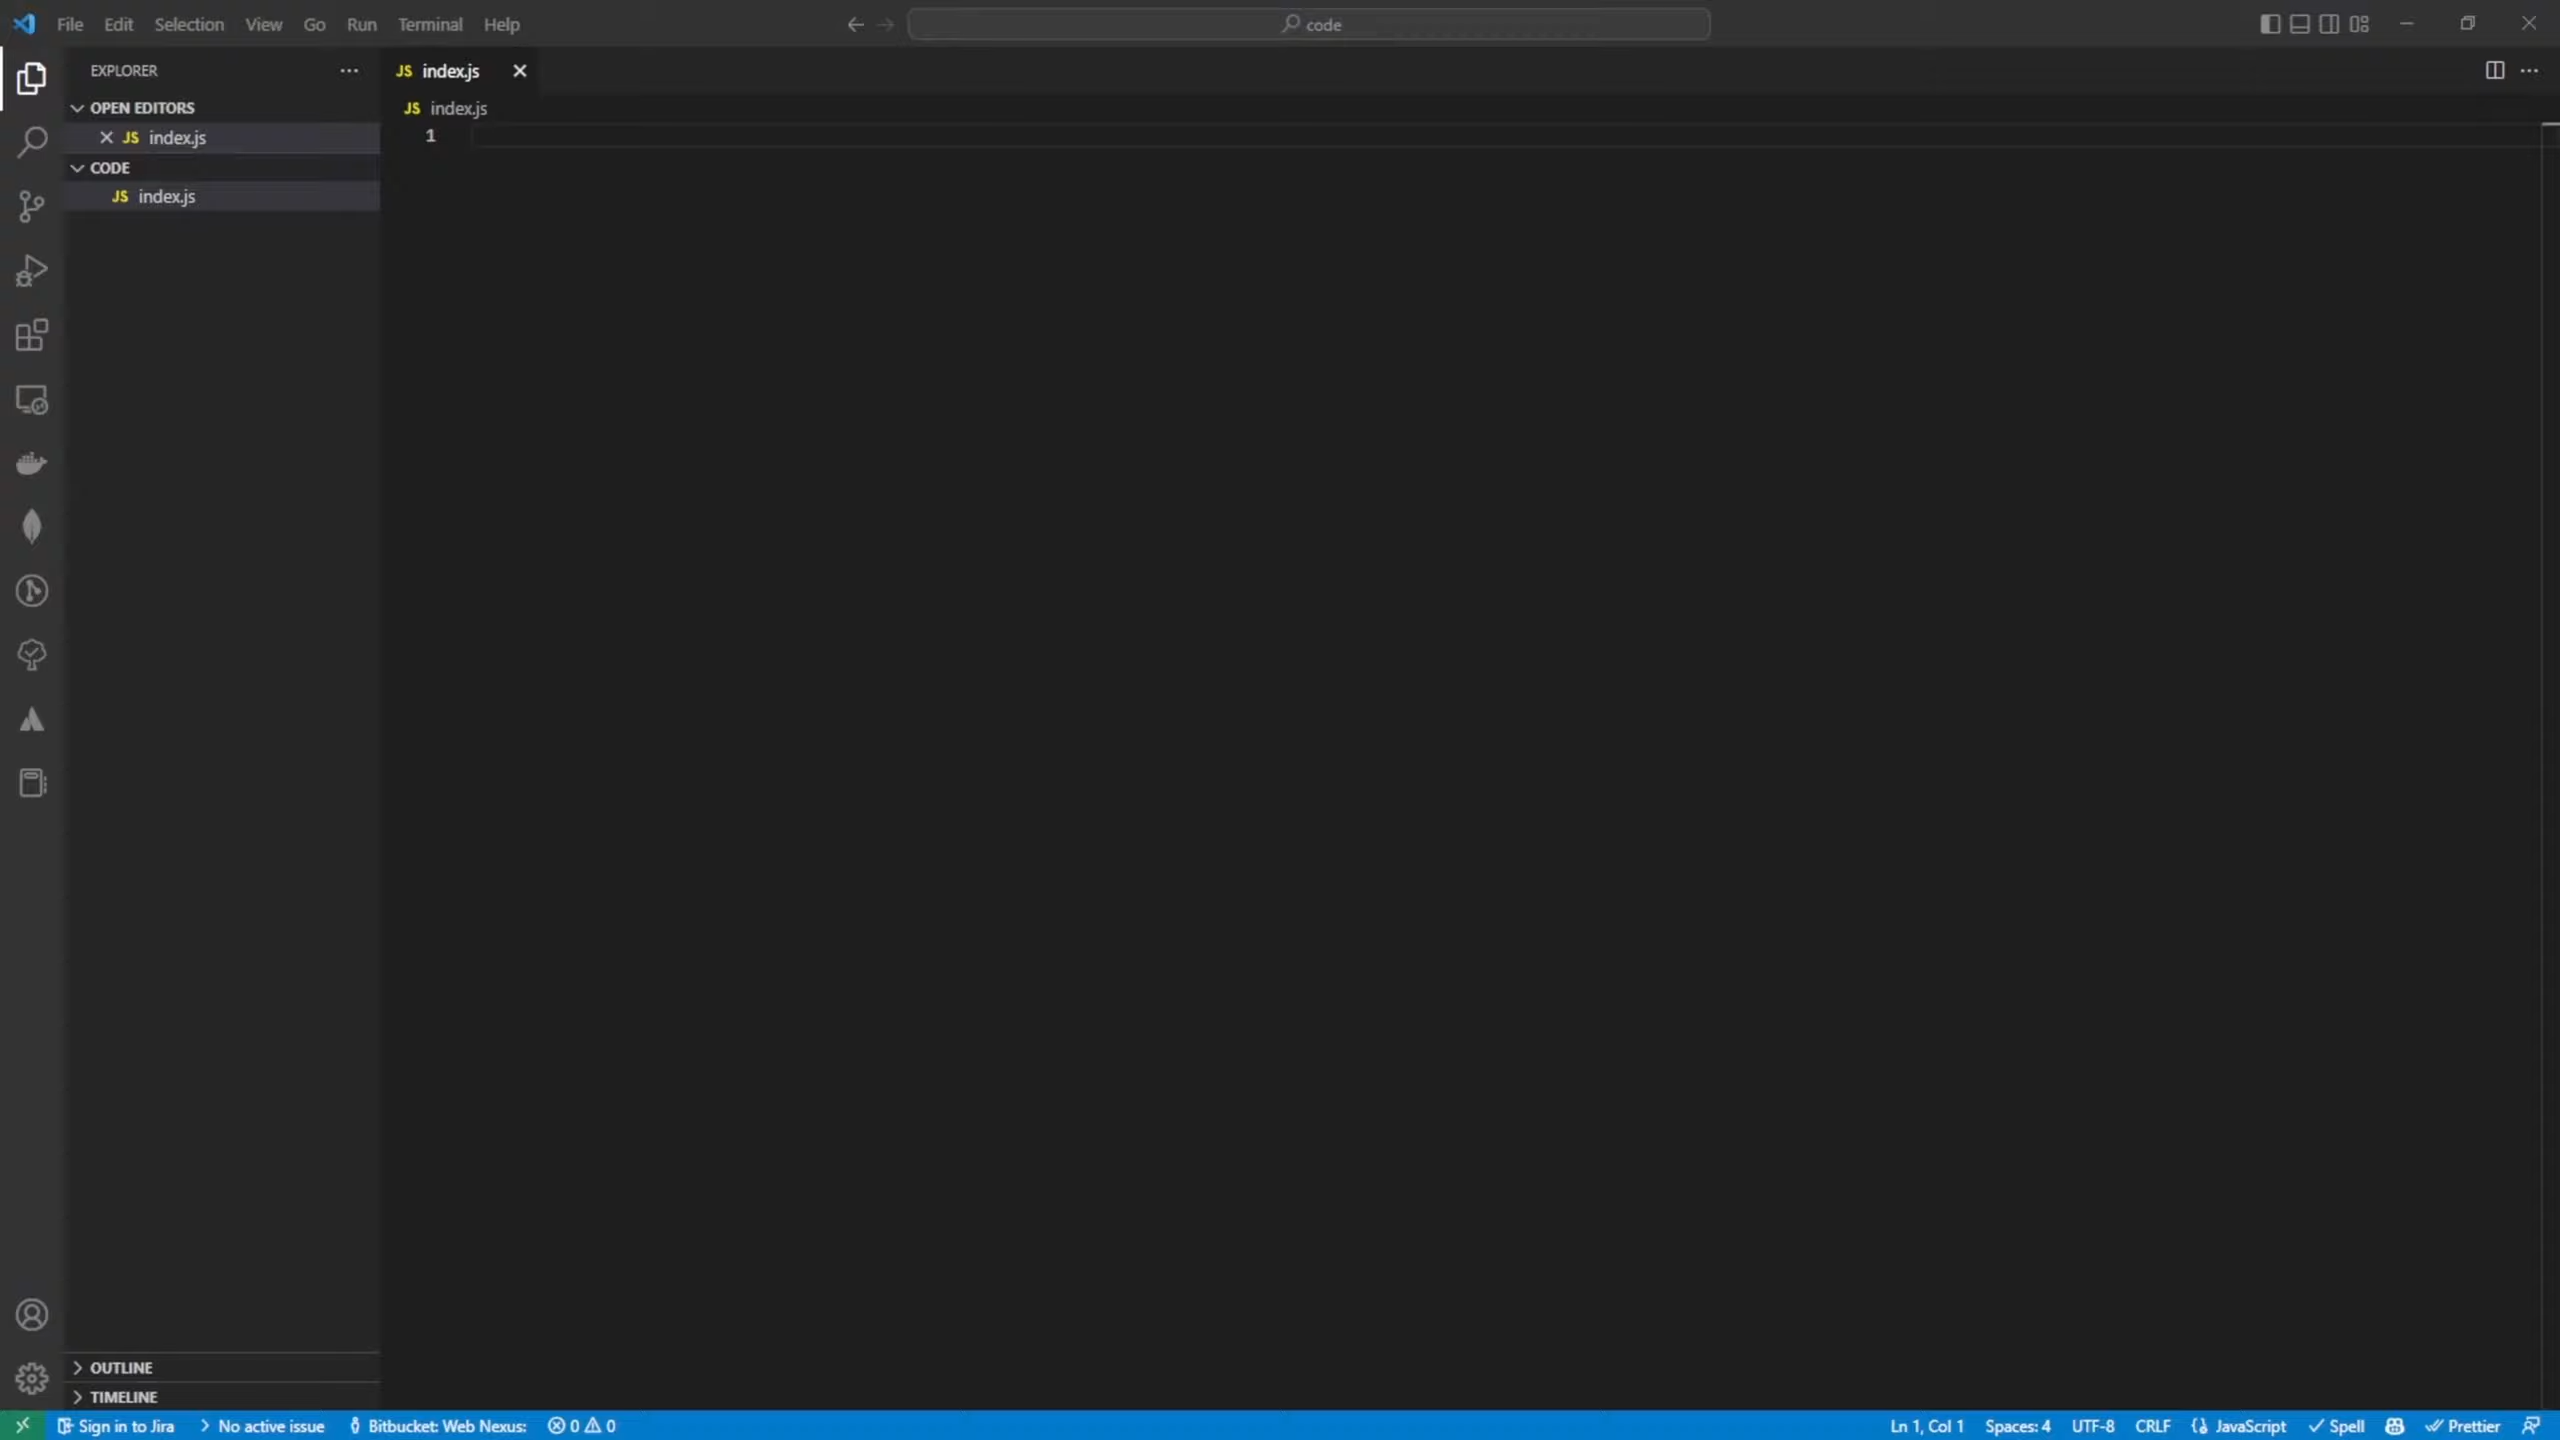 File Edit Selection View Go Run Terminal Help
code
EXPLORER
JS index.js
OPEN EDITORS
JS index.js
JS index.js
1
CODE
JS index.js
OUTLINE
TIMELINE
Sign in to Jira No active issue Bitbucket: Web Nexus: 0 0
Ln 1, Col 1 Spaces: 4 UTF-8 CRLF {} JavaScript Spell Prettier